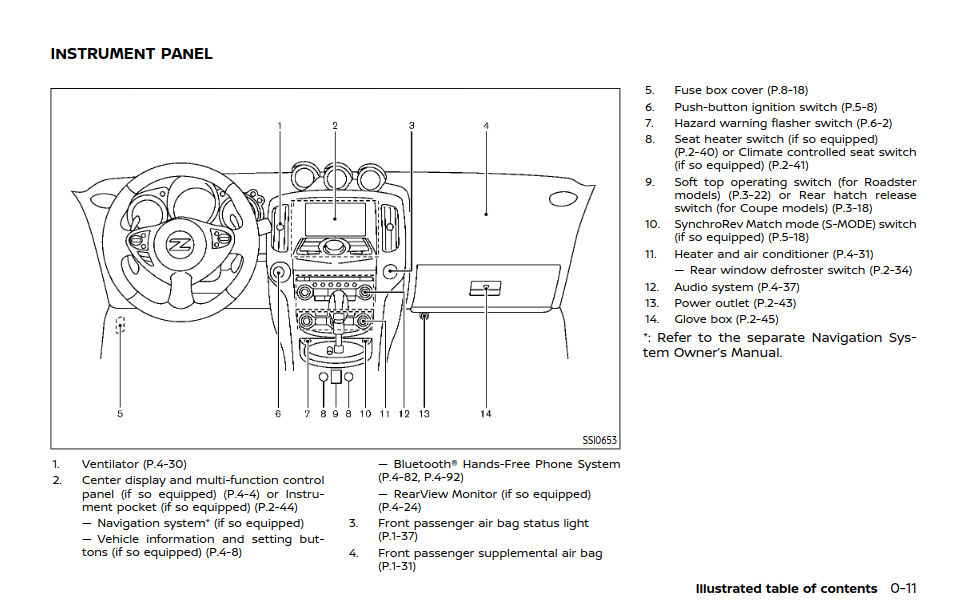 INSTRUMENT PANEL
1 2 3 4
5 6 7 8 9 8 10 11 12 13 14
SSI0653
1. Ventilator (P.4-30)
2. Center display and multi-function control
panel (if so equipped) (P.4-4) or Instru-
ment pocket (if so equipped) (P.2-44)
— Navigation system* (if so equipped)
— Vehicle information and setting but-
tons (if so equipped) (P.4-8)
— Bluetooth® Hands-Free Phone System
(P.4-82, P.4-92)
— RearView Monitor (if so equipped)
(P.4-24)
3. Front passenger air bag status light
(P.1-37)
4. Front passenger supplemental air bag
(P.1-31)
5. Fuse box cover (P.8-18)
6. Push-button ignition switch (P.5-8)
7. Hazard warning flasher switch (P.6-2)
8. Seat heater switch (if so equipped)
(P.2-40) or Climate controlled seat switch
(if so equipped) (P.2-41)
9. Soft top operating switch (for Roadster
models) (P.3-22) or Rear hatch release
switch (for Coupe models) (P.3-18)
10. SynchroRev Match mode (S-MODE) switch
(if so equipped) (P.5-18)
11. Heater and air conditioner (P.4-31)
— Rear window defroster switch (P.2-34)
12. Audio system (P.4-37)
13. Power outlet (P.2-43)
14. Glove box (P.2-45)
*: Refer to the separate Navigation Sys-
tem Owner's Manual.
Illustrated table of contents 0-11